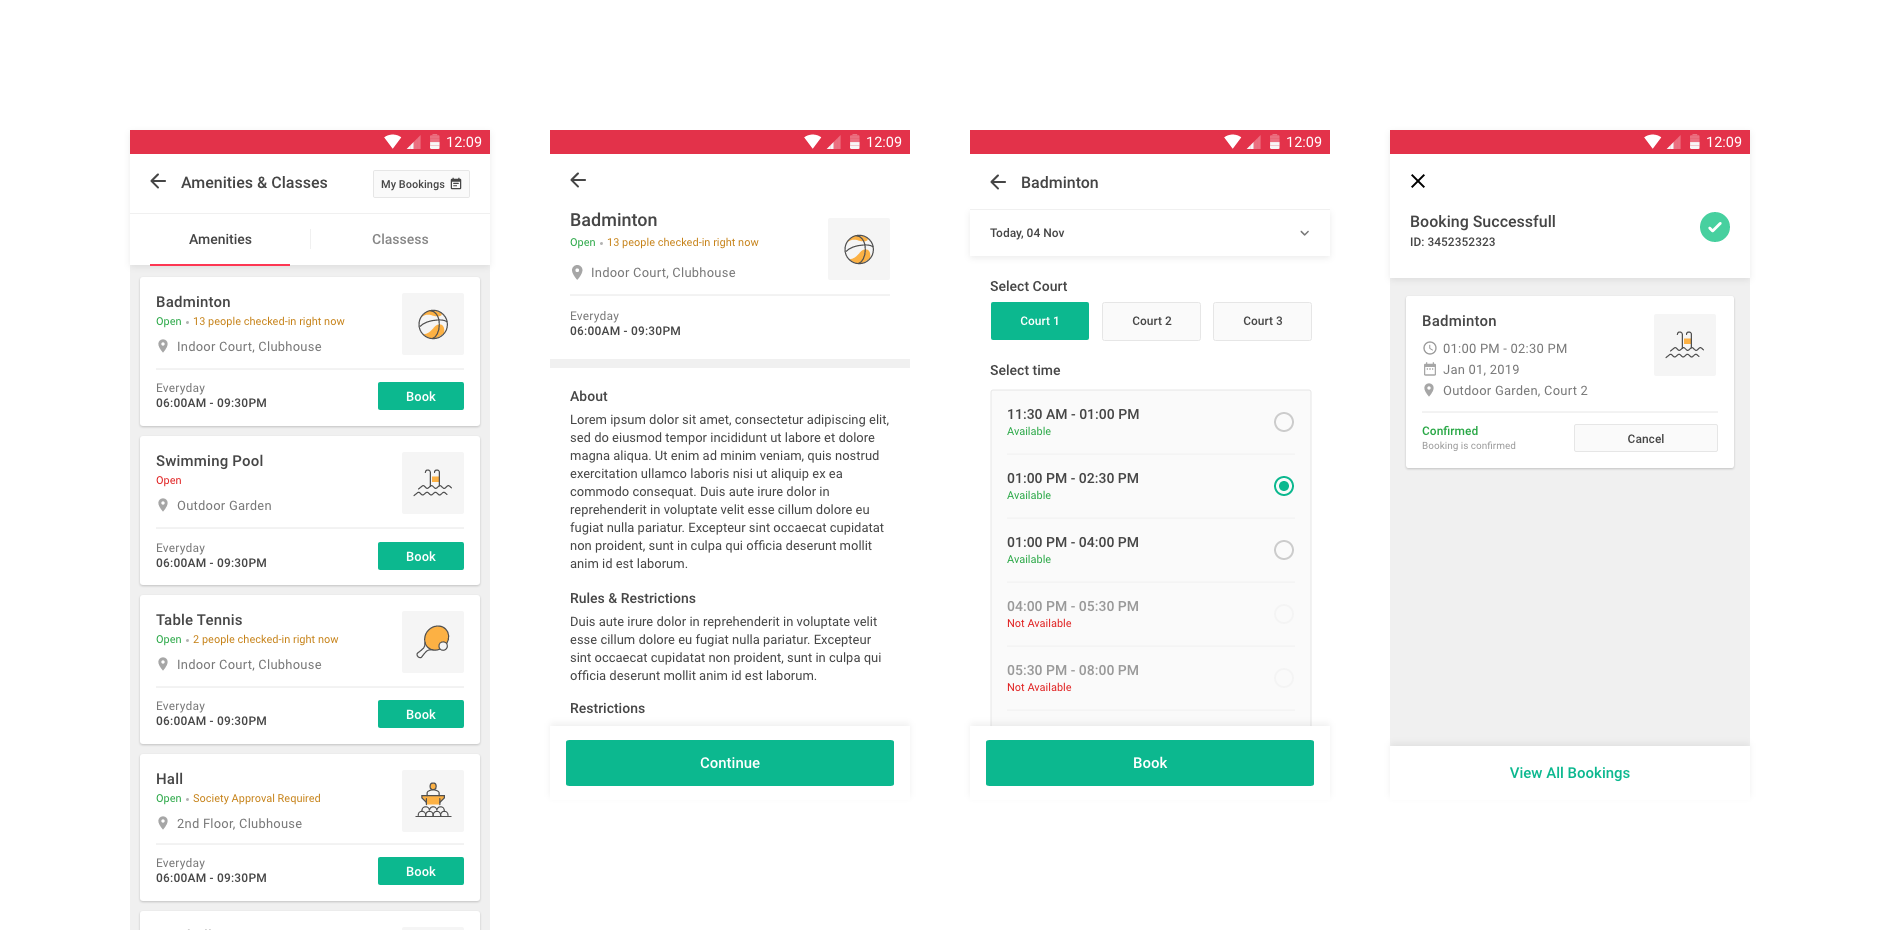 12:09
Amenities & Classes
My Bookings
Amenities
Classess
Badminton
Open • 13 people checked-in right now
Indoor Court, Clubhouse
Everyday
06:00AM - 09:30PM
Book
Swimming Pool
Open
Outdoor Garden
Everyday
06:00AM - 09:30PM
Book
Table Tennis
Open • 2 people checked-in right now
Indoor Court, Clubhouse
Everyday
06:00AM - 09:30PM
Book
Hall
Open • Society Approval Required
2nd Floor, Clubhouse
Everyday
06:00AM - 09:30PM
Book
12:09
Badminton
Open • 13 people checked-in right now
Indoor Court, Clubhouse
Everyday
06:00AM - 09:30PM
About
Lorem ipsum dolor sit amet, consectetur adipiscing elit,
sed do eiusmod tempor incididunt ut labore et dolore
magna aliqua. Ut enim ad minim veniam, quis nostrud
exercitation ullamco laboris nisi ut aliquip ex ea
commodo consequat. Duis aute irure dolor in
reprehenderit in voluptate velit esse cillum dolore eu
fugiat nulla pariatur. Excepteur sint occaecat cupidatat
non proident, sunt in culpa qui officia deserunt mollit
anim id est laborum.
Rules & Restrictions
Duis aute irure dolor in reprehenderit in voluptate velit
esse cillum dolore eu fugiat nulla pariatur. Excepteur
sint occaecat cupidatat non proident, sunt in culpa qui
officia deserunt mollit anim id est laborum.
Restrictions
Continue
12:09
Badminton
Today, 04 Nov
Select Court
Court 1
Court 2
Court 3
Select time
11:30 AM - 01:00 PM
Available
01:00 PM - 02:30 PM
Available
01:00 PM - 04:00 PM
Available
04:00 PM - 05:30 PM
Not Available
05:30 PM - 08:00 PM
Not Available
Book
12:09
Booking Successfull
ID: 3452352323
Badminton
01:00 PM - 02:30 PM
Jan 01, 2019
Outdoor Garden, Court 2
Confirmed
Booking is confirmed
Cancel
View All Bookings